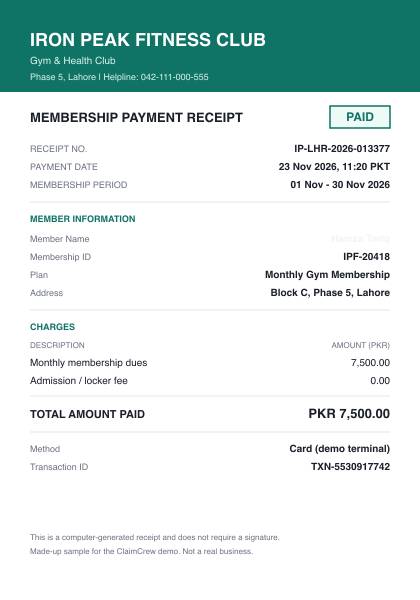 IRON PEAK FITNESS CLUB
Gym & Health Club
Phase 5, Lahore | Helpline: 042-111-000-555
MEMBERSHIP PAYMENT RECEIPT PAID
RECEIPT NO. IP-LHR-2026-013377
PAYMENT DATE 23 Nov 2026, 11:20 PKT
MEMBERSHIP PERIOD 01 Nov - 30 Nov 2026
MEMBER INFORMATION
Member Name Hamza Tariq
Membership ID IPF-20418
Plan Monthly Gym Membership
Address Block C, Phase 5, Lahore
CHARGES
DESCRIPTION AMOUNT (PKR)
Monthly membership dues 7,500.00
Admission / locker fee 0.00
TOTAL AMOUNT PAID PKR 7,500.00
Method Card (demo terminal)
Transaction ID TXN-5530917742
This is a computer-generated receipt and does not require a signature.
Made-up sample for the ClaimCrew demo. Not a real business.